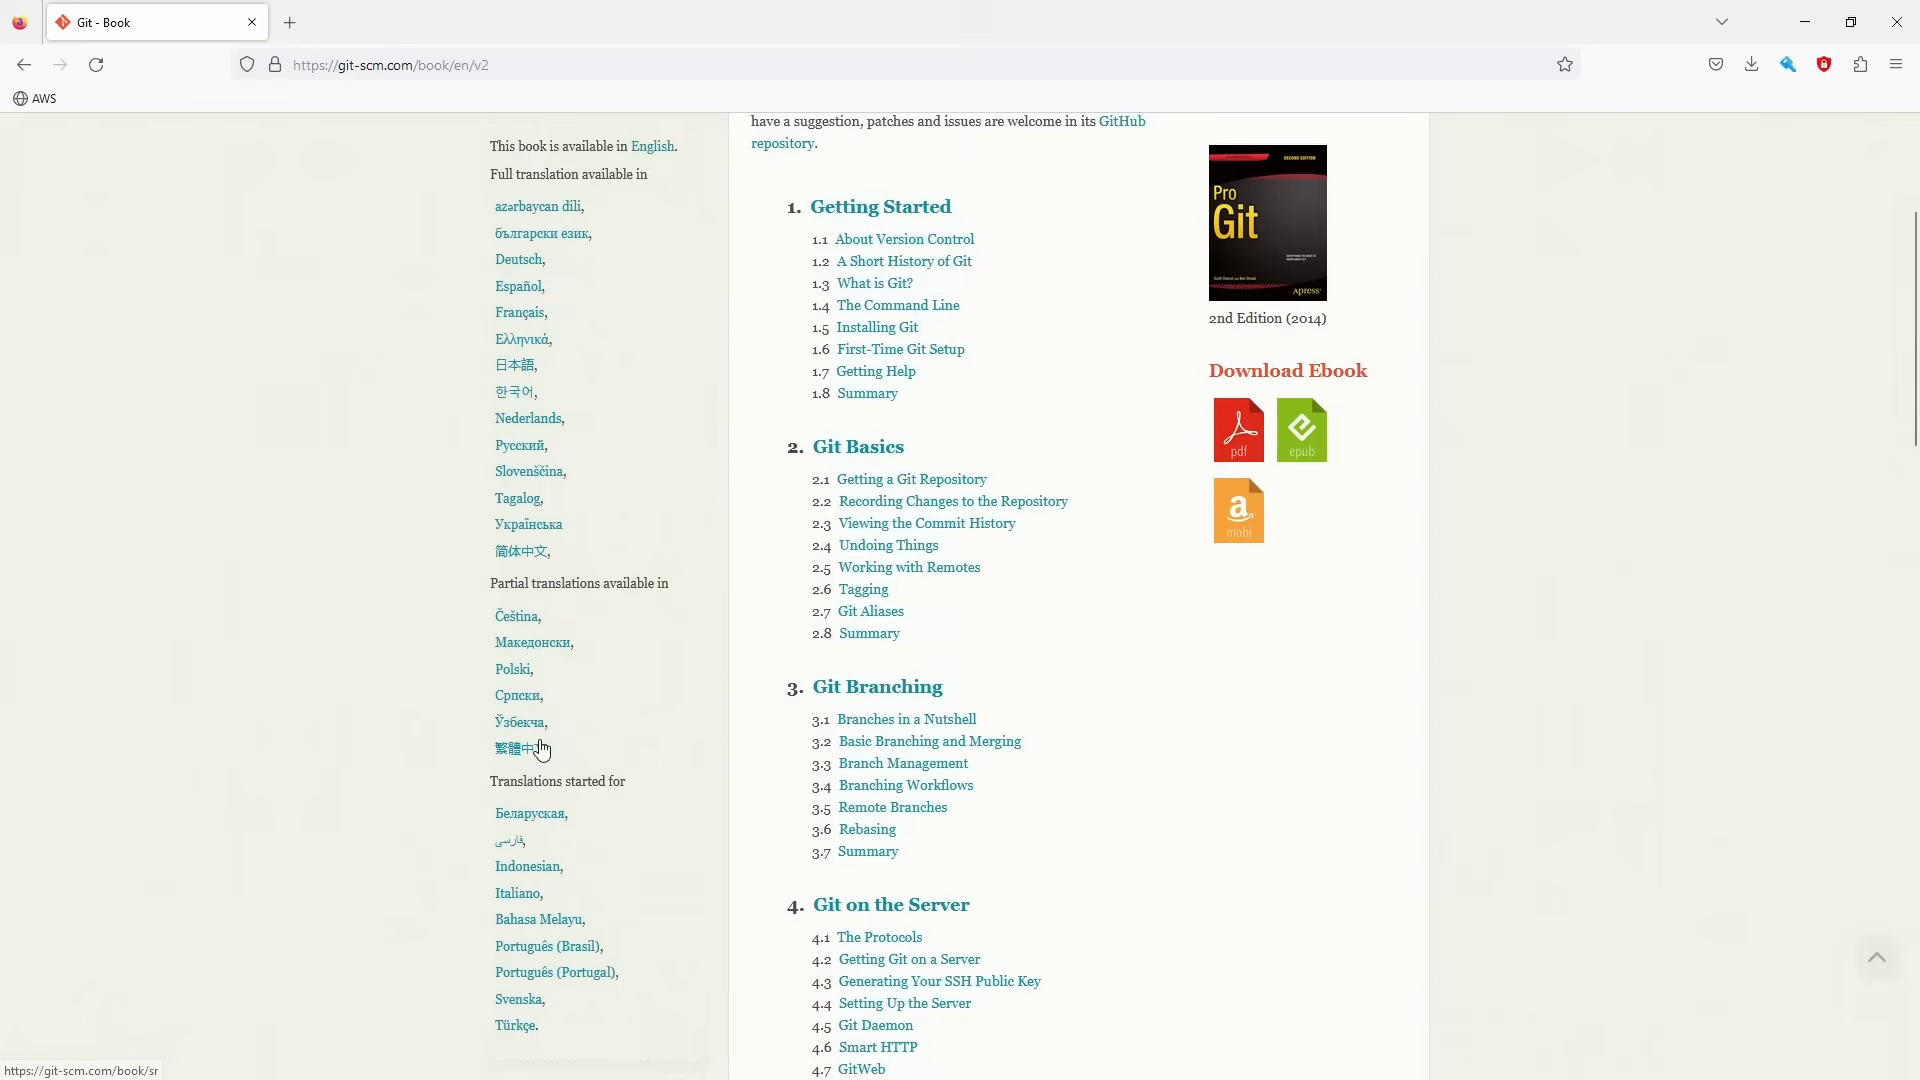 Git - Book
https://git-scm.com/book/en/v2
AWS
This book is available in English.
Full translation available in
azərbaycan dili,
български език,
Deutsch,
Español,
Français,
Ελληνικά,
日本語,
한국어,
Nederlands,
Русский,
Slovenščina,
Tagalog,
Українська
简体中文,
Partial translations available in
Čeština,
Македонски,
Polski,
Српски,
Ўзбекча,
繁體中
Translations started for
Беларуская,
فارسی,
Indonesian,
Italiano,
Bahasa Melayu,
Português (Brasil),
Português (Portugal),
Svenska,
Türkçe.
have a suggestion, patches and issues are welcome in its GitHub
repository.
1. Getting Started
1.1 About Version Control
1.2 A Short History of Git
1.3 What is Git?
1.4 The Command Line
1.5 Installing Git
1.6 First-Time Git Setup
1.7 Getting Help
1.8 Summary
2. Git Basics
2.1 Getting a Git Repository
2.2 Recording Changes to the Repository
2.3 Viewing the Commit History
2.4 Undoing Things
2.5 Working with Remotes
2.6 Tagging
2.7 Git Aliases
2.8 Summary
3. Git Branching
3.1 Branches in a Nutshell
3.2 Basic Branching and Merging
3.3 Branch Management
3.4 Branching Workflows
3.5 Remote Branches
3.6 Rebasing
3.7 Summary
4. Git on the Server
4.1 The Protocols
4.2 Getting Git on a Server
4.3 Generating Your SSH Public Key
4.4 Setting Up the Server
4.5 Git Daemon
4.6 Smart HTTP
4.7 GitWeb
SECOND EDITION
Pro
Git
Apress
2nd Edition (2014)
Download Ebook
pdf
epub
a
mobi
https://git-scm.com/book/sr